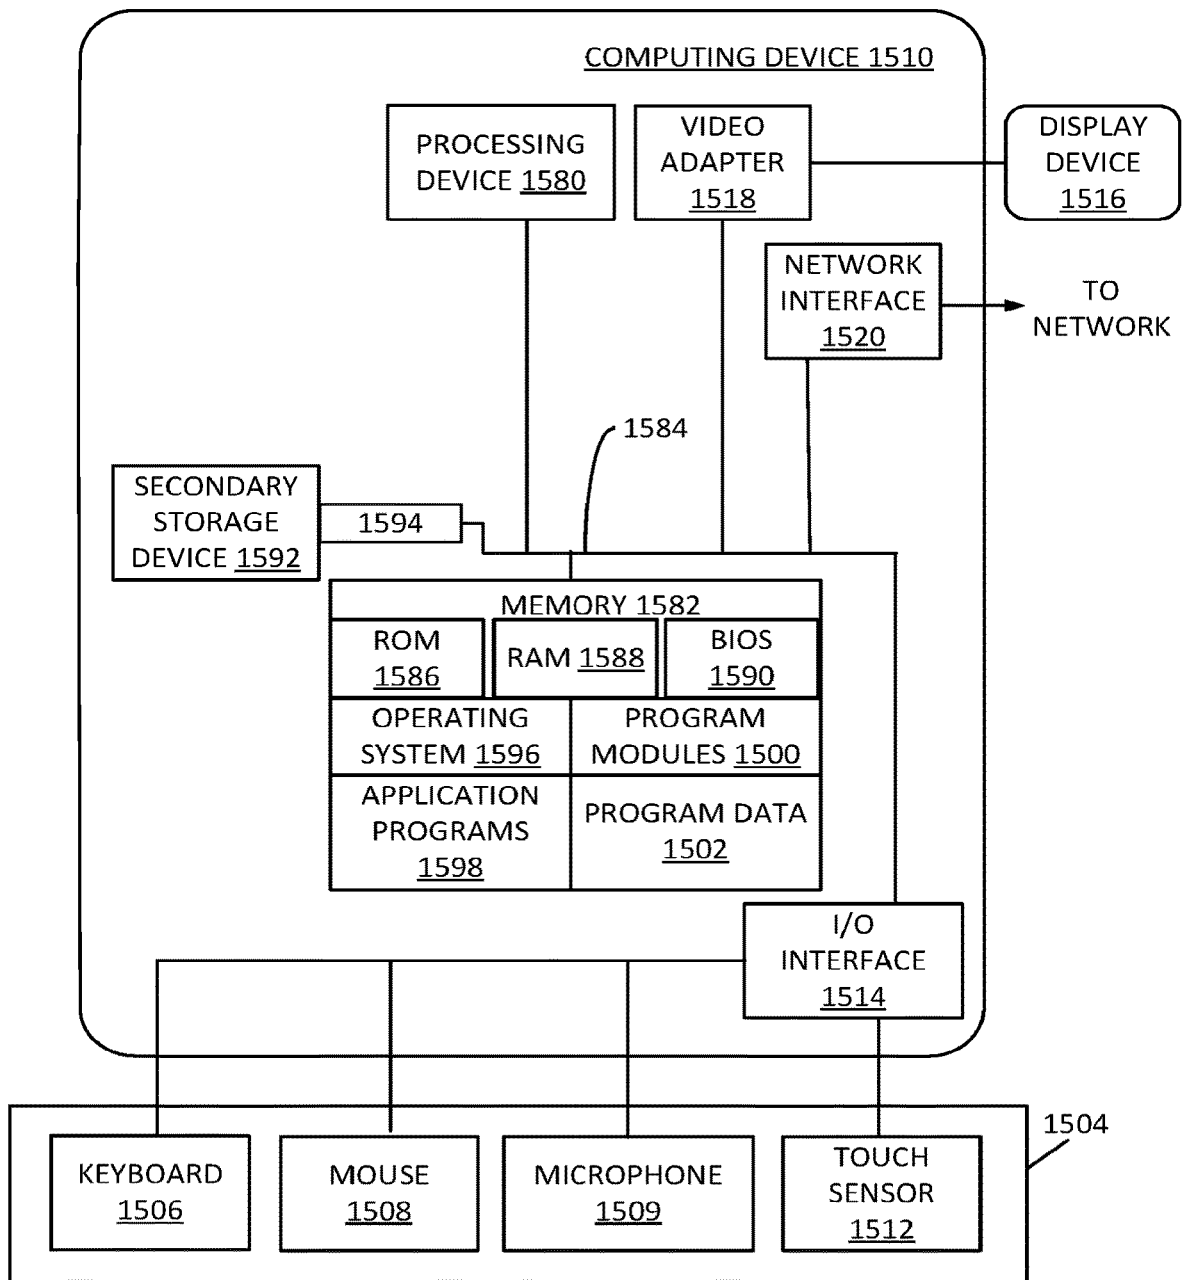 COMPUTING DEVICE 1510
PROCESSING
DEVICE 1580
VIDEO
ADAPTER
1518
DISPLAY
DEVICE
1516
NETWORK
INTERFACE
1520
TO
NETWORK
1584
SECONDARY
STORAGE
DEVICE 1592
1594
MEMORY 1582
ROM
1586
RAM 1588
BIOS
1590
OPERATING
SYSTEM 1596
PROGRAM
MODULES 1500
APPLICATION
PROGRAMS
1598
PROGRAM DATA
1502
I/O
INTERFACE
1514
1504
KEYBOARD
1506
MOUSE
1508
MICROPHONE
1509
TOUCH
SENSOR
1512